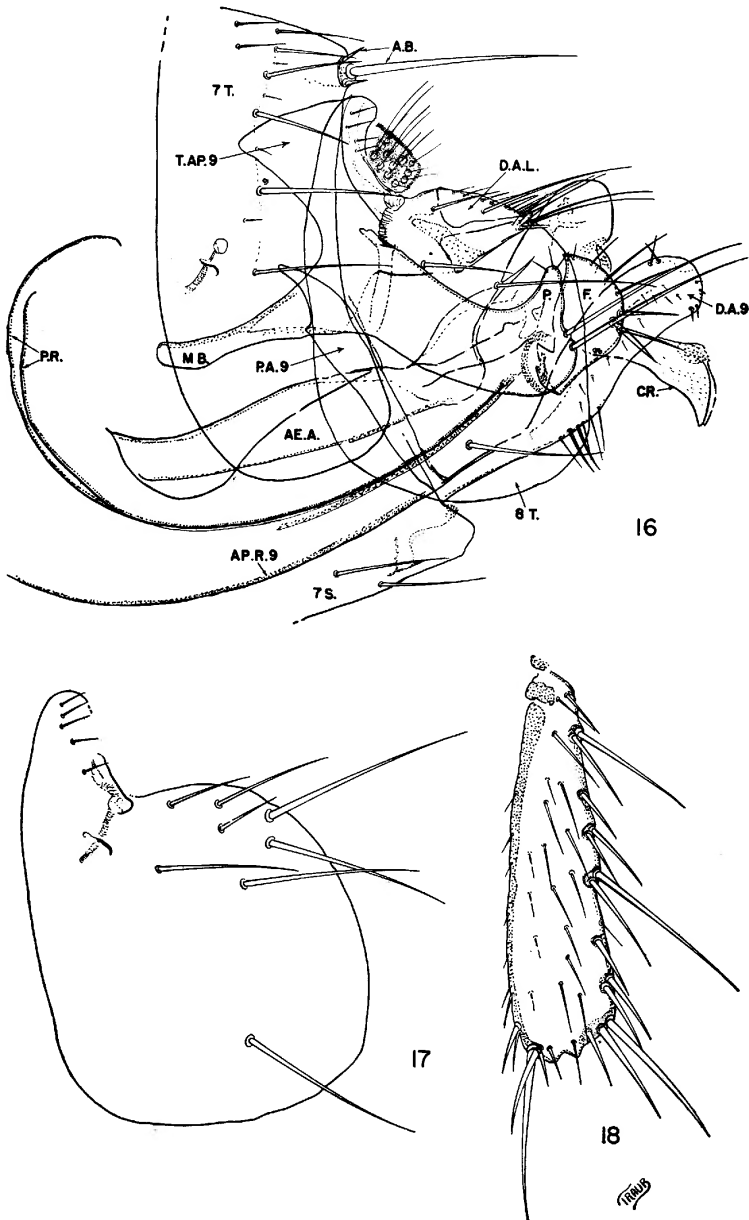 A.B.
7 T.
T.AP.9
D.A.L.
P.
F.
D.A.9
P.R.
M.B.
P.A.9
CR.
AE.A.
8 T.
16
AP.R.9
7 S.
17
18
TRAUB